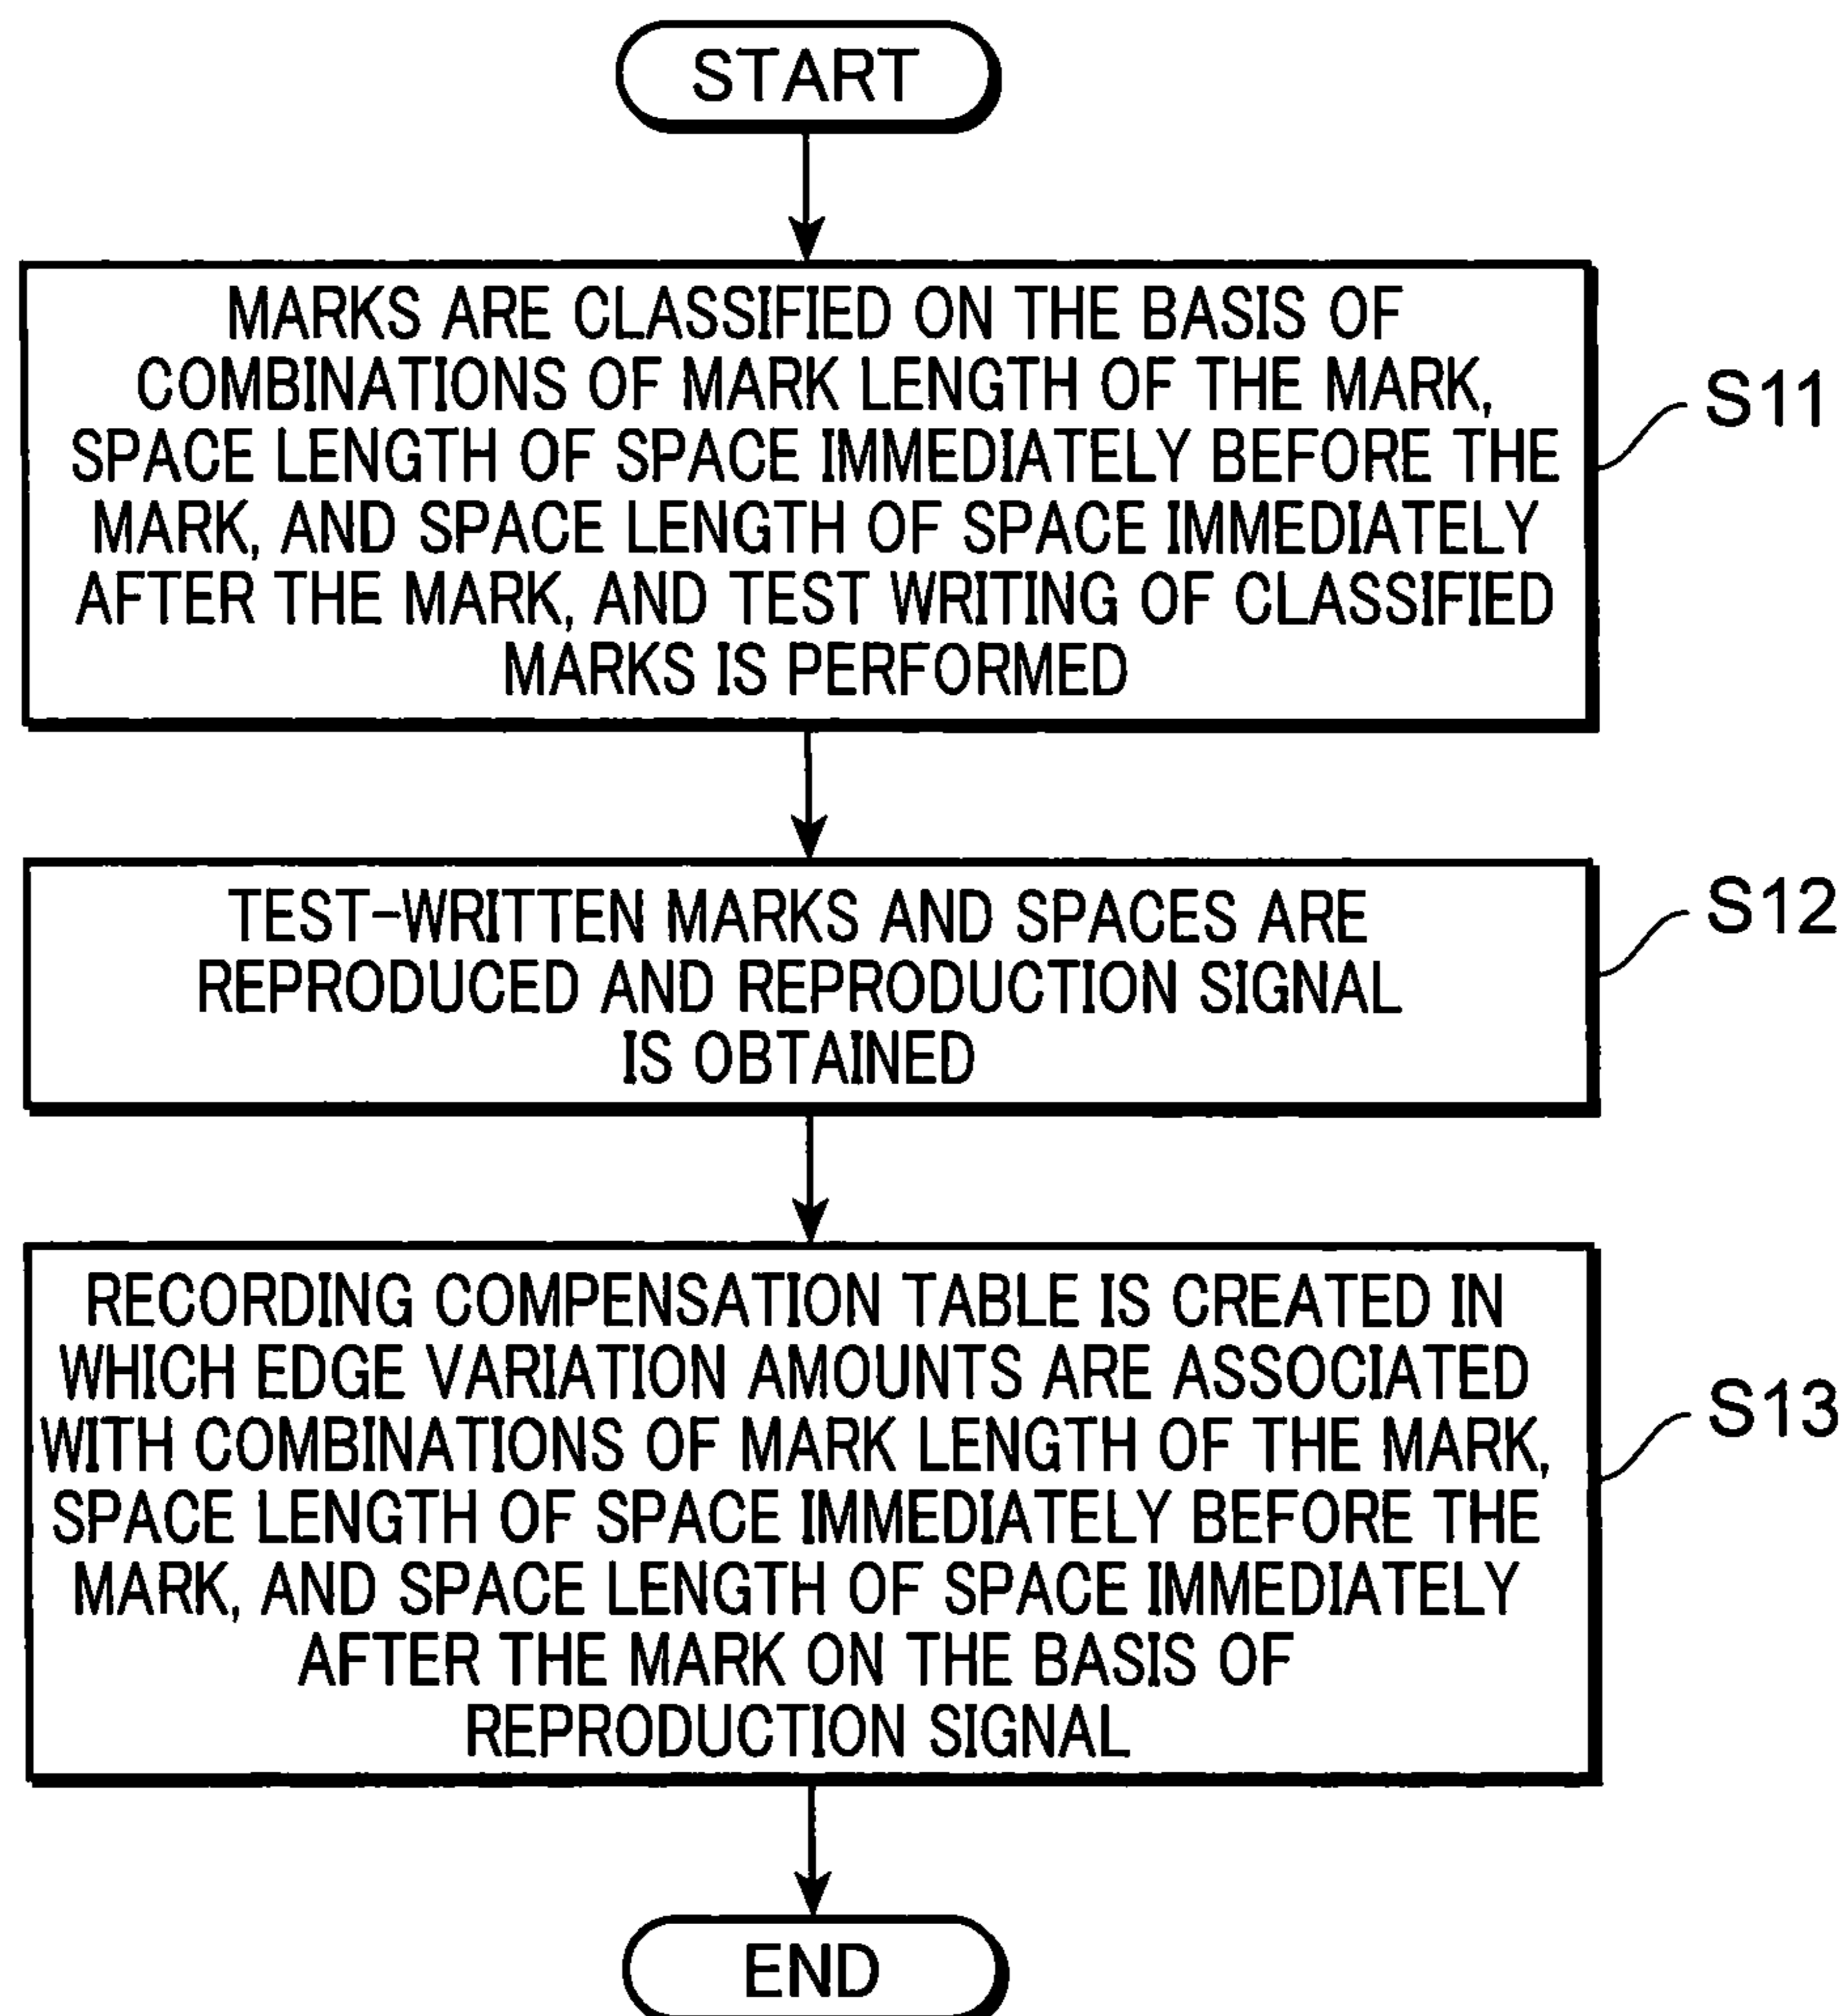 START
MARKS ARE CLASSIFIED ON THE BASIS OF
COMBINATIONS OF MARK LENGTH OF THE MARK,
SPACE LENGTH OF SPACE IMMEDIATELY BEFORE THE
MARK, AND SPACE LENGTH OF SPACE IMMEDIATELY
AFTER THE MARK, AND TEST WRITING OF CLASSIFIED
MARKS IS PERFORMED
S11
TEST-WRITTEN MARKS AND SPACES ARE
REPRODUCED AND REPRODUCTION SIGNAL
IS OBTAINED
S12
RECORDING COMPENSATION TABLE IS CREATED IN
WHICH EDGE VARIATION AMOUNTS ARE ASSOCIATED
WITH COMBINATIONS OF MARK LENGTH OF THE MARK,
SPACE LENGTH OF SPACE IMMEDIATELY BEFORE THE
MARK, AND SPACE LENGTH OF SPACE IMMEDIATELY
AFTER THE MARK ON THE BASIS OF
REPRODUCTION SIGNAL
S13
END